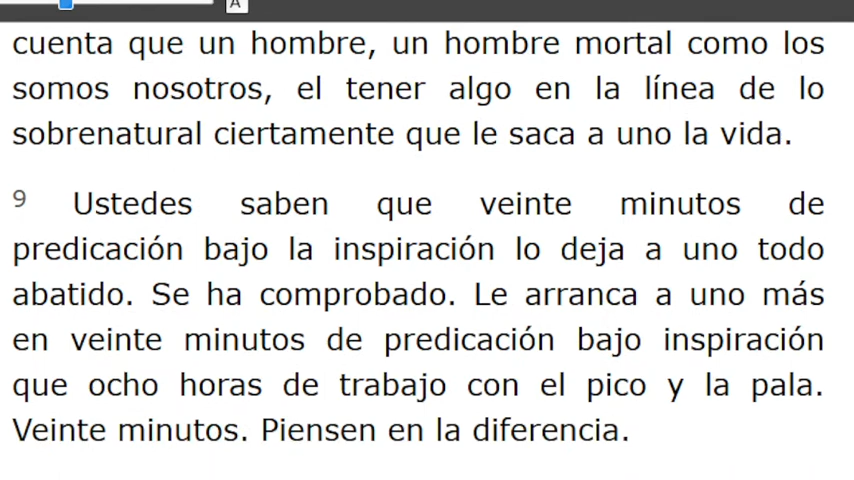 A
cuenta que un hombre, un hombre mortal como los
somos nosotros, el tener algo en la línea de lo
sobrenatural ciertamente que le saca a uno la vida.
9 Ustedes saben que veinte minutos de
predicación bajo la inspiración lo deja a uno todo
abatido. Se ha comprobado. Le arranca a uno más
en veinte minutos de predicación bajo inspiración
que ocho horas de trabajo con el pico y la pala.
Veinte minutos. Piensen en la diferencia.